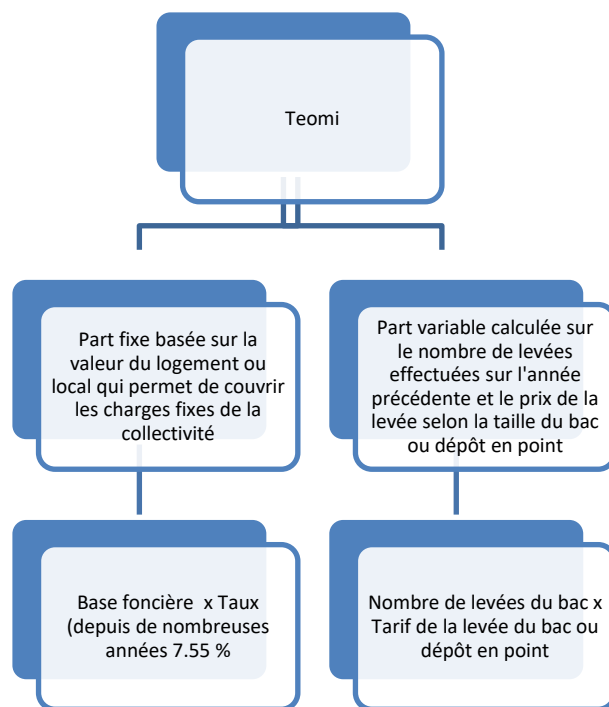 Teomi
Part fixe basée sur la
valeur du logement ou
local qui permet de couvrir
les charges fixes de la
collectivité
Part variable calculée sur
le nombre de levées
effectuées sur l'année
précédente et le prix de la
levée selon la taille du bac
ou dépôt en point
Base foncière x Taux
(depuis de nombreuses
années 7.55 %
Nombre de levées du bac x
Tarif de la levée du bac ou
dépôt en point